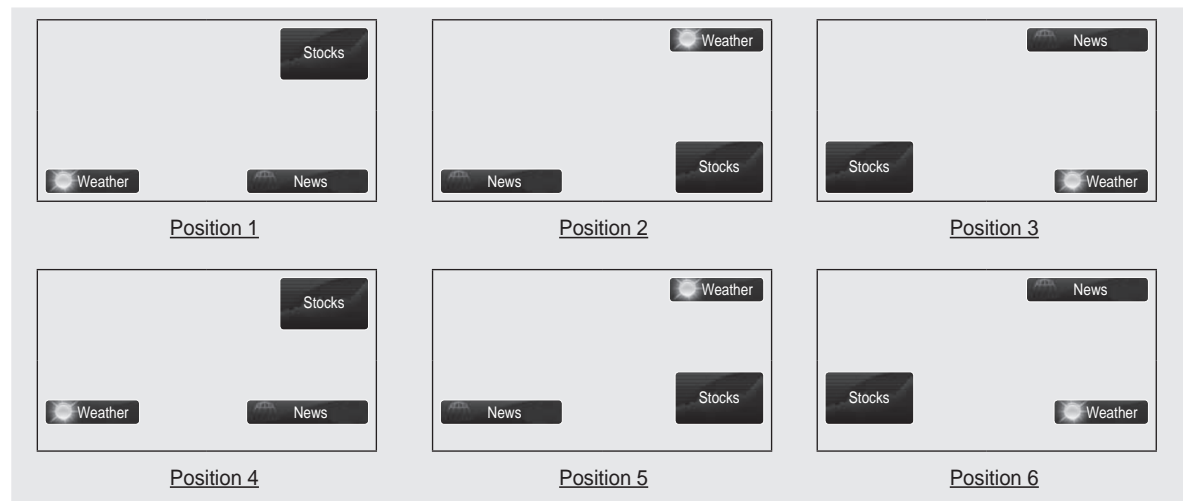 Stocks
Weather
News
Position 1
Weather
News
Stocks
Position 2
News
Stocks
Weather
Position 3
Stocks
Weather
News
Position 4
Weather
News
Stocks
Position 5
News
Stocks
Weather
Position 6